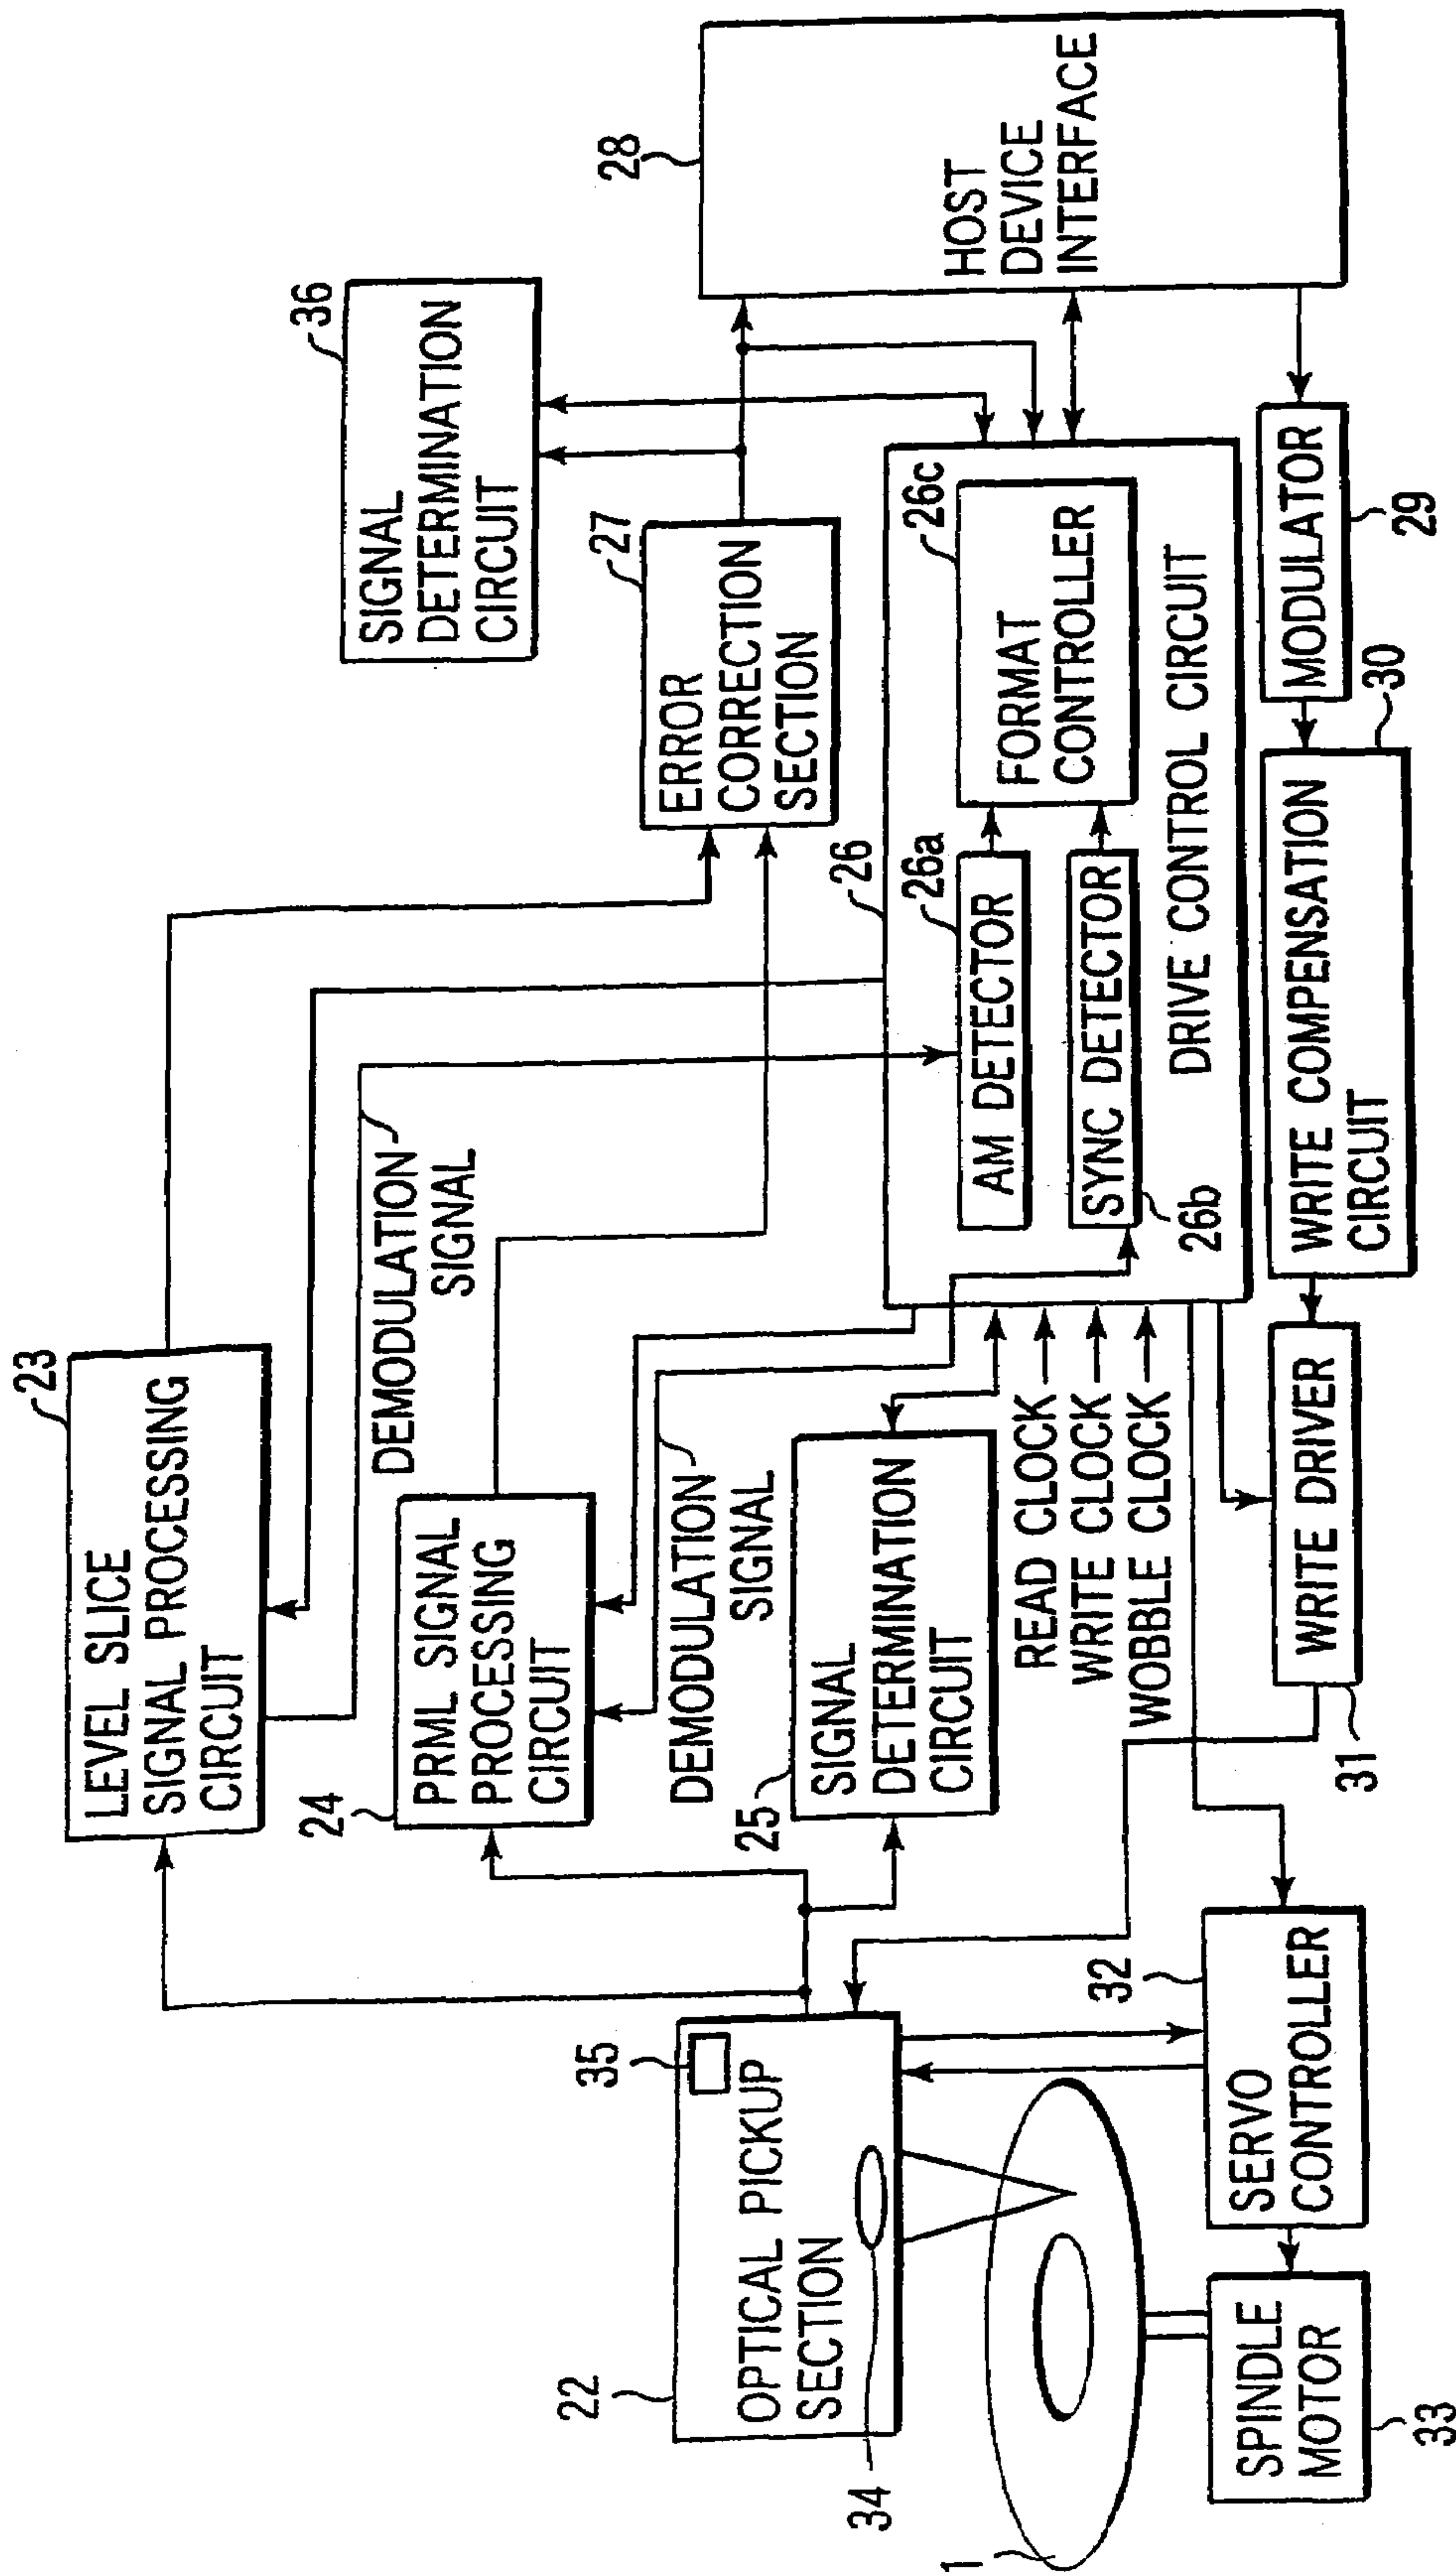 23
LEVEL SLICE
SIGNAL PROCESSING
CIRCUIT
DEMODULATION
SIGNAL
36
SIGNAL
DETERMINATION
CIRCUIT
24
PRML SIGNAL
PROCESSING
CIRCUIT
27
ERROR
CORRECTION
SECTION
28
HOST
DEVICE
INTERFACE
DEMODULATION
SIGNAL
22
35
OPTICAL PICKUP
SECTION
34
25
SIGNAL
DETERMINATION
CIRCUIT
26
26a
AM DETECTOR
26c
FORMAT
CONTROLLER
SYNC DETECTOR
26b
DRIVE CONTROL CIRCUIT
READ CLOCK
WRITE CLOCK
WOBBLE CLOCK
1
32
SERVO
CONTROLLER
SPINDLE
MOTOR
33
WRITE DRIVER
31
WRITE COMPENSATION
CIRCUIT
30
MODULATOR
29